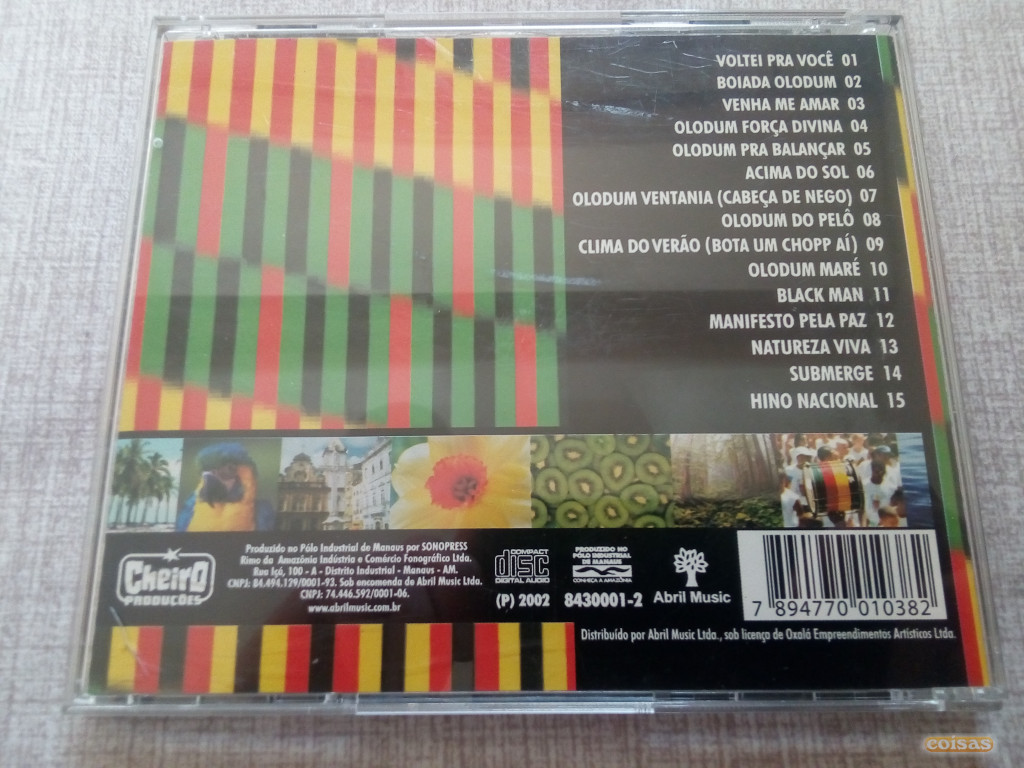 VOLTEI PRA VOCÊ 01
BOIADA OLODUM 02
VENHA ME AMAR 03
OLODUM FORÇA DIVINA 04
OLODUM PRA BALANÇAR 05
ACIMA DO SOL 06
OLODUM VENTANIA (CABEÇA DE NEGO) 07
OLODUM DO PELÔ 08
CLIMA DO VERÃO (BOTA UM CHOPP AÍ) 09
OLODUM MARÉ 10
BLACK MAN 11
MANIFESTO PELA PAZ 12
NATUREZA VIVA 13
SUBMERGE 14
HINO NACIONAL 15
CheirO
PRODUÇÕES
Produzido no Pólo Industrial de Manaus por SONOPRESS
Rimo da Amazônia Indústria e Comércio Fonográfico Ltda.
Rua Içá, 100 - A - Distrito Industrial - Manaus - AM.
CNPJ: 84.494.129/0001-93. Sob encomenda de Abril Music Ltda.
CNPJ: 74.446.592/0001-06.
www.abrilmusic.com.br
COMPACT
disc
DIGITAL AUDIO
(P) 2002
PRODUZIDO NO
PÓLO INDUSTRIAL
DE MANAUS
CONHEÇA A AMAZÔNIA
8430001-2
Abril Music
7 894770 010382
Distribuído por Abril Music Ltda., sob licença de Oxalá Empreendimentos Artísticos Ltda.
coisas